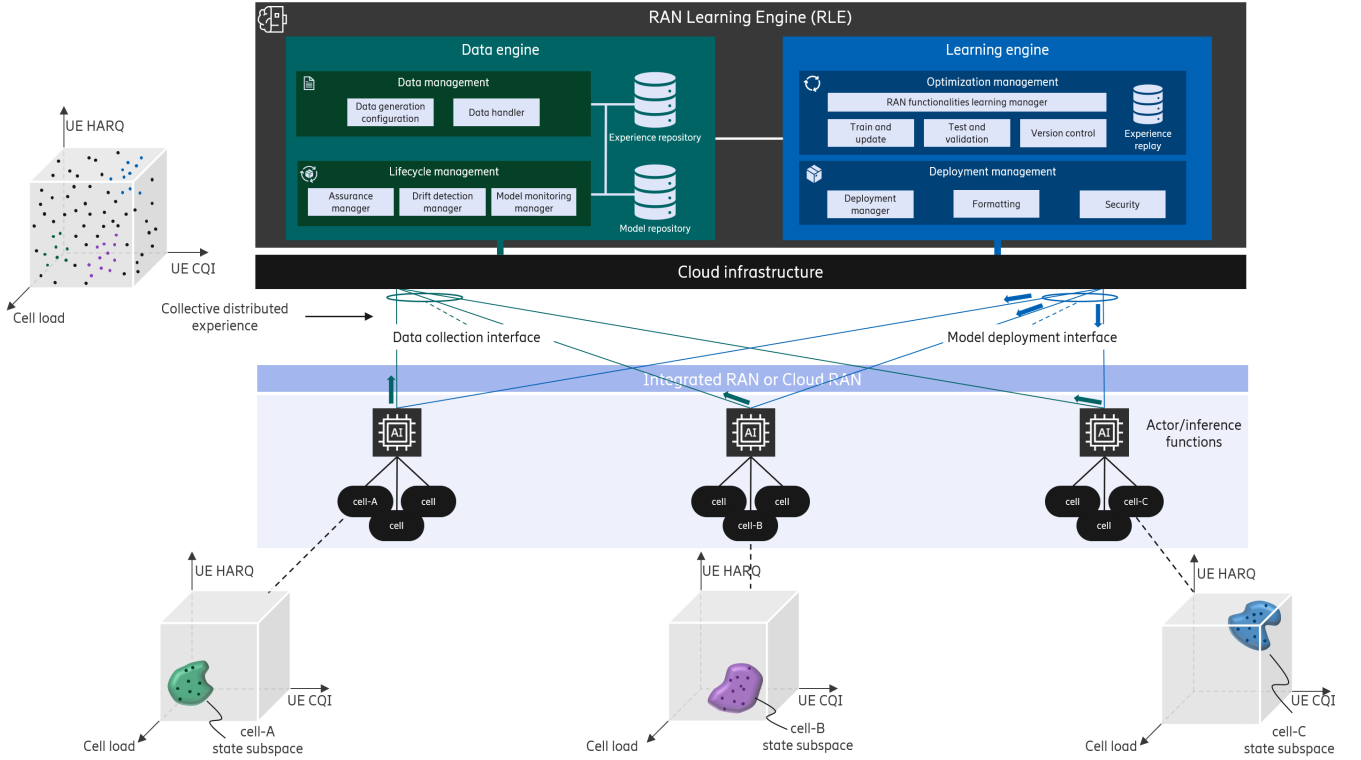 RAN Learning Engine (RLE)
Data engine
Data management
Data generation
configuration
Data handler
Experience repository
Lifecycle management
Assurance
manager
Drift detection
manager
Model monitoring
manager
Model repository
Learning engine
Optimization management
RAN functionalities learning manager
Train and
update
Test and
validation
Version control
Experience
replay
Deployment management
Deployment
manager
Formatting
Security
UE HARQ
UE CQI
Cell load
Cloud infrastructure
Collective distributed
experience
Data collection interface
Model deployment interface
Integrated RAN or Cloud RAN
AI
AI
AI
Actor/inference
functions
cell-A
cell
cell
cell
cell
cell-B
cell
cell-C
cell
UE HARQ
UE CQI
Cell load
cell-A
state subspace
UE HARQ
UE CQI
Cell load
cell-B
state subspace
UE HARQ
UE CQI
Cell load
cell-C
state subspace